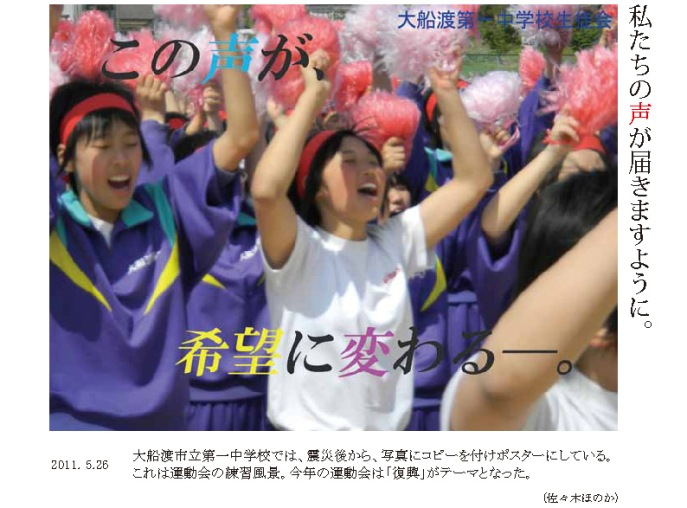 大船渡第一中学校生徒会
この声が、
希望に変わる―。
私たちの声が届きますように。
2011. 5.26
大船渡市立第一中学校では、震災後から、写真にコピーを付けポスターにしている。
これは運動会の練習風景。今年の運動会は「復興」がテーマとなった。
(佐々木ほのか)